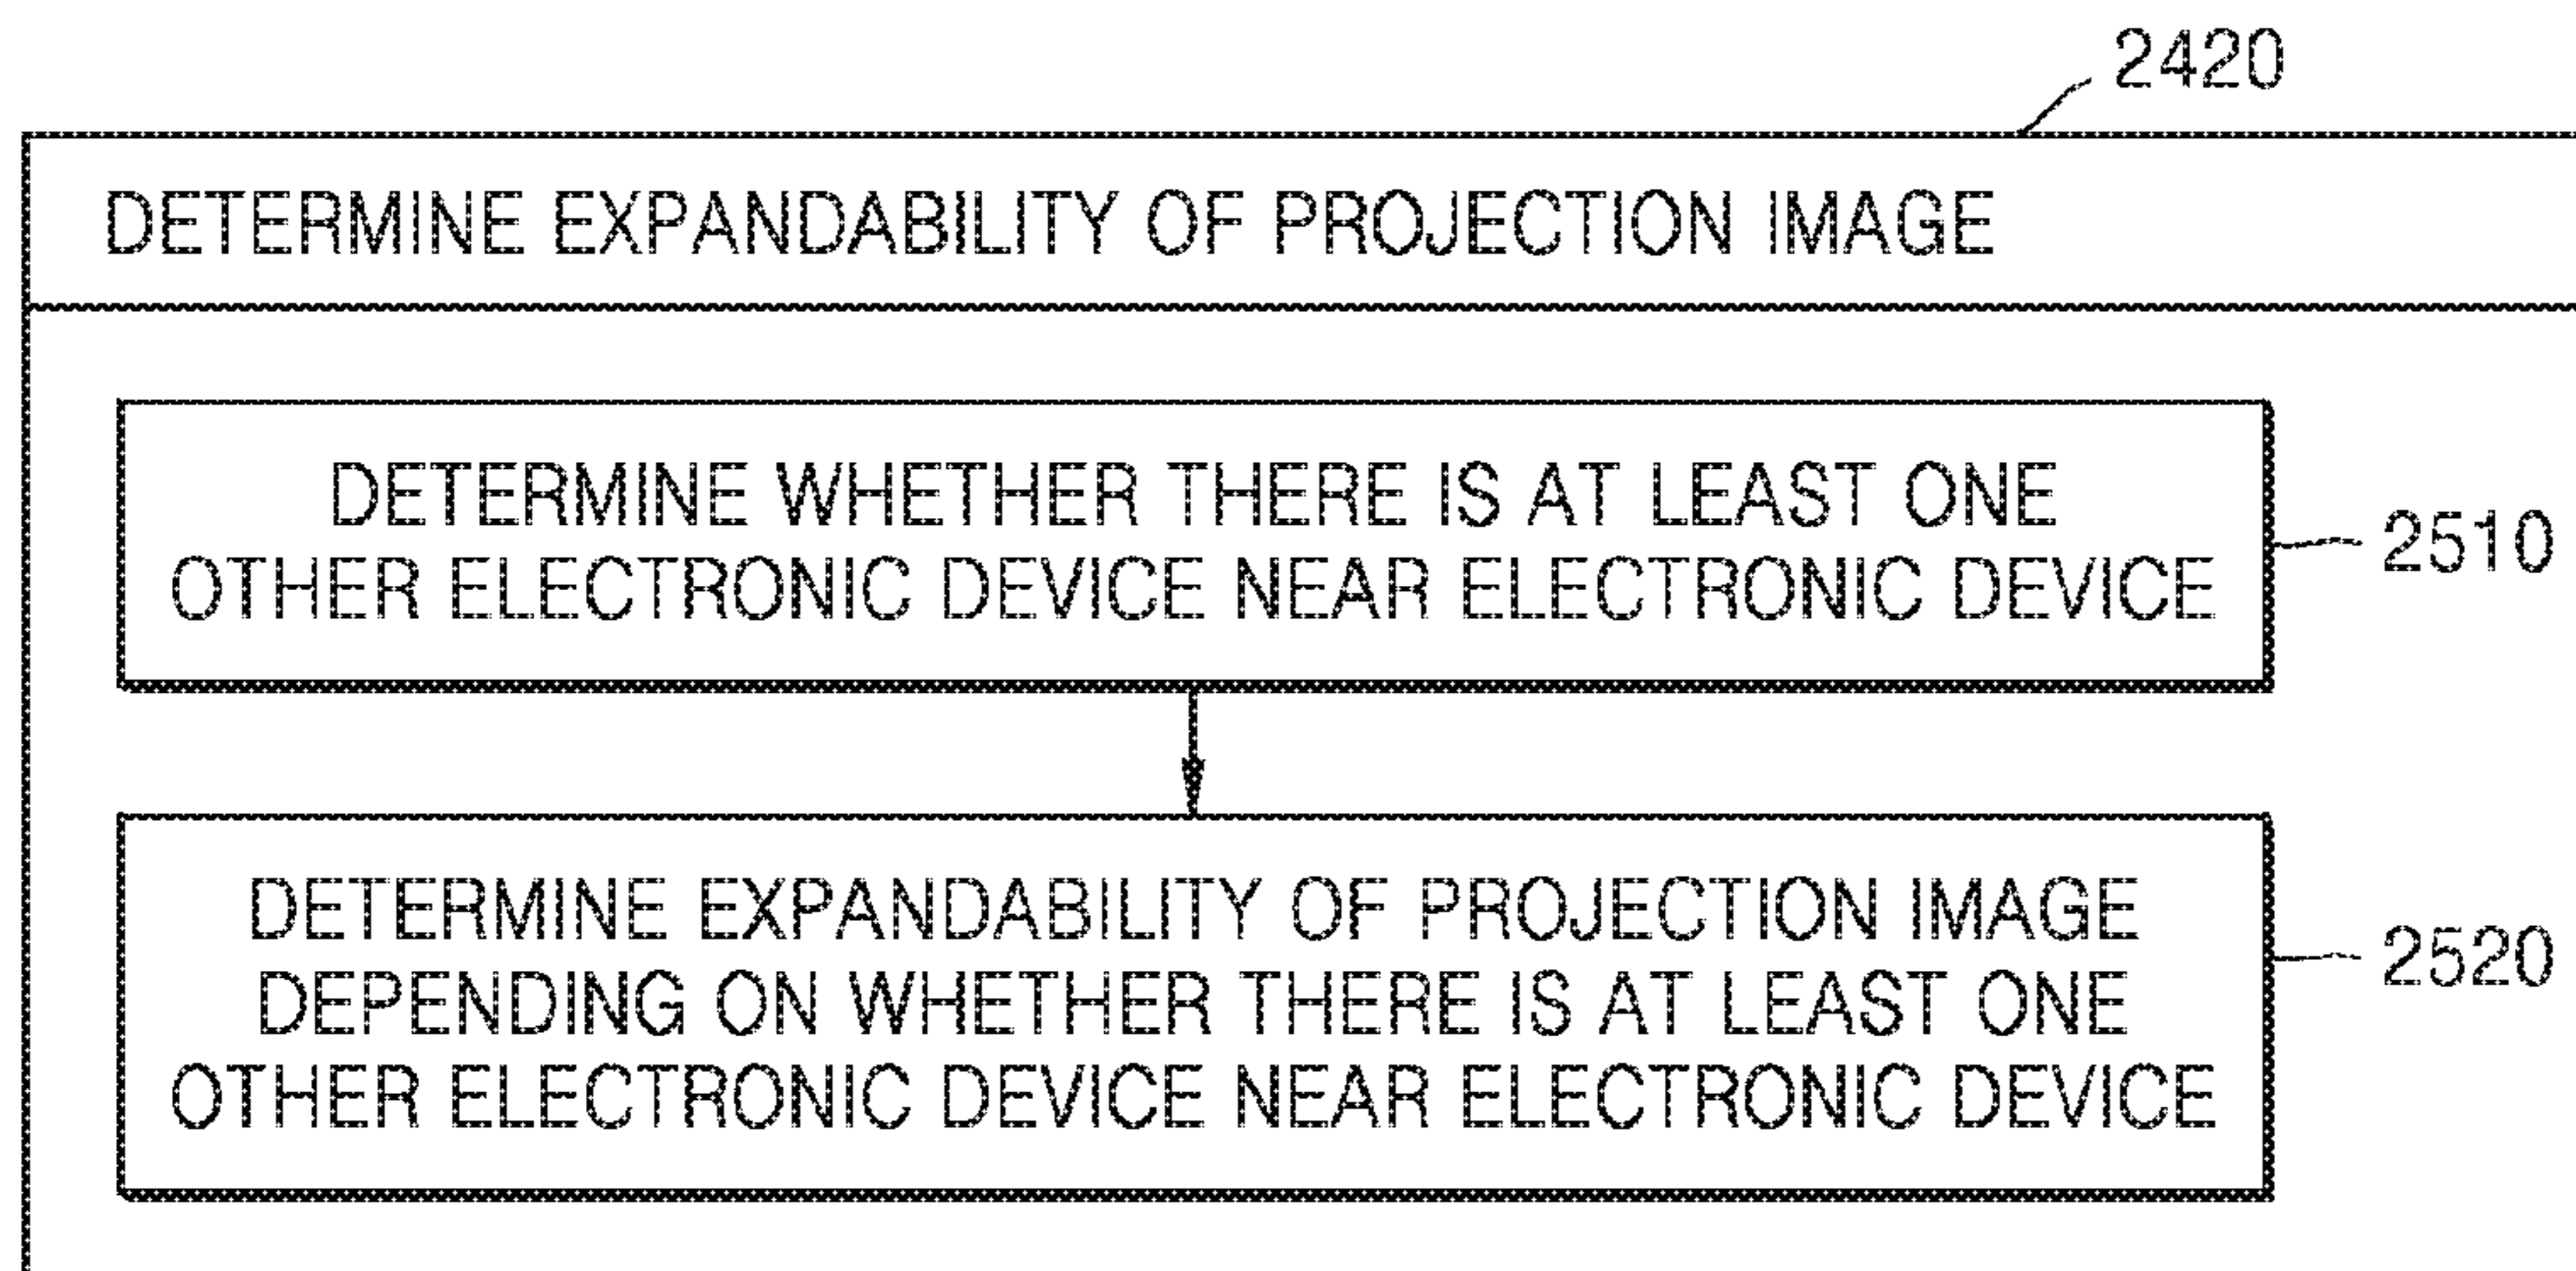 2420
DETERMINE EXPANDABILITY OF PROJECTION IMAGE
DETERMINE WHETHER THERE IS AT LEAST ONE
OTHER ELECTRONIC DEVICE NEAR ELECTRONIC DEVICE
2510
DETERMINE EXPANDABILITY OF PROJECTION IMAGE
DEPENDING ON WHETHER THERE IS AT LEAST ONE
OTHER ELECTRONIC DEVICE NEAR ELECTRONIC DEVICE
2520